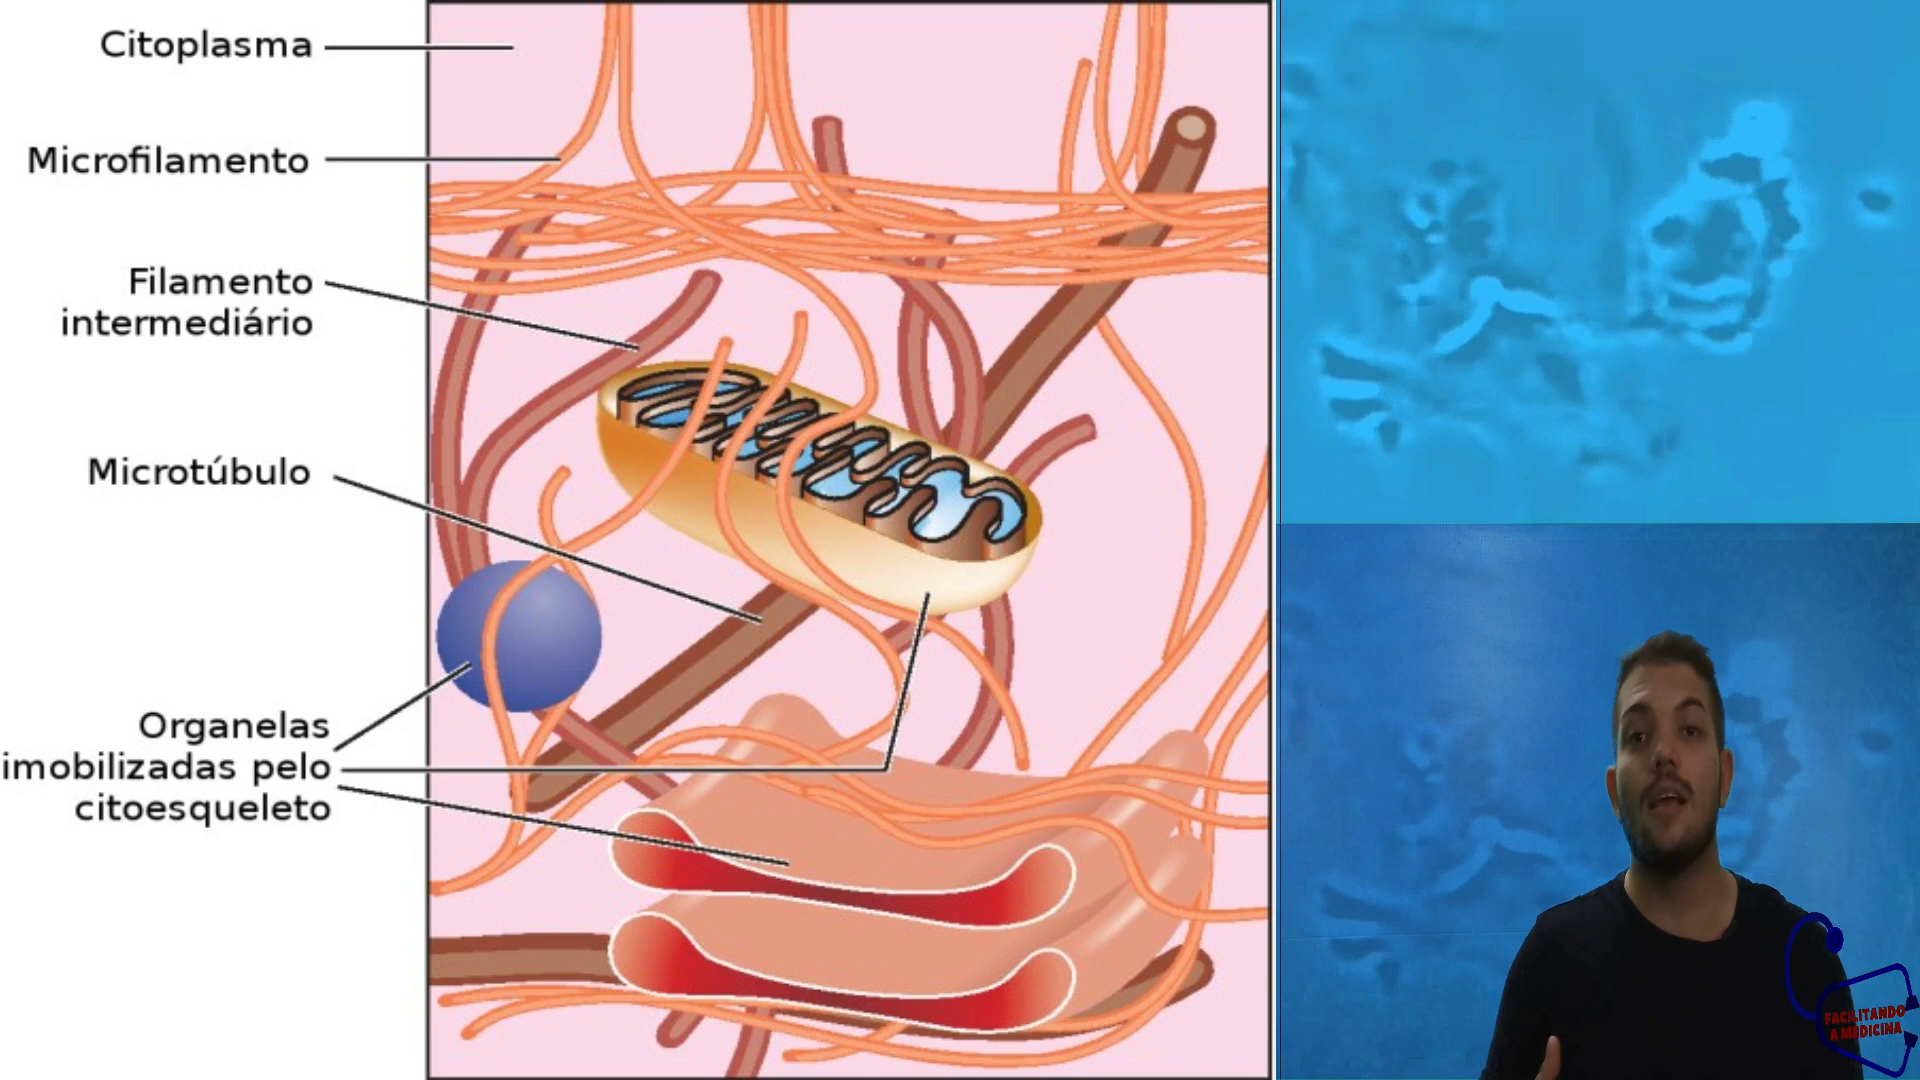 Citoplasma
Microfilamento
Filamento
intermediário
Microtúbulo
Organelas
imobilizadas pelo
citoesqueleto
FACILITANDO
A MEDICINA